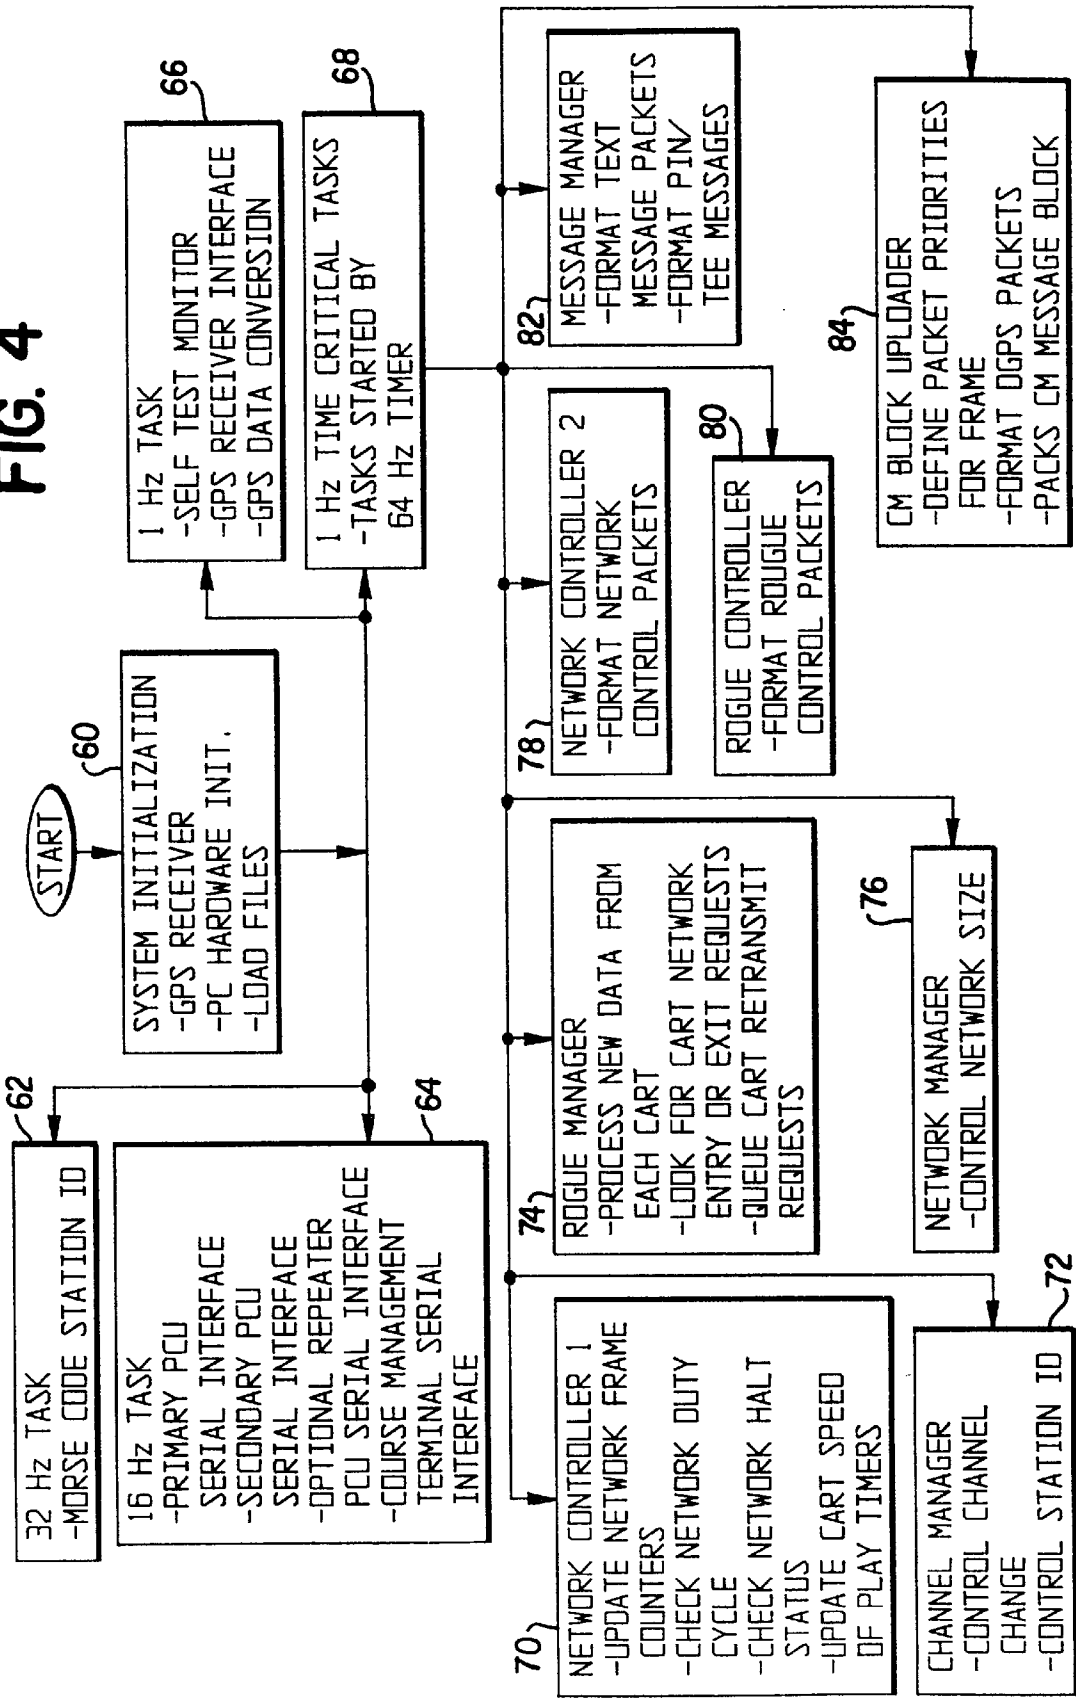 FIG. 4
START
60
SYSTEM INITIALIZATION
-GPS RECEIVER
-PC HARDWARE INIT.
-LOAD FILES
62
32 Hz TASK
-MORSE CODE STATION ID
64
16 Hz TASK
-PRIMARY PCU
SERIAL INTERFACE
-SECONDARY PCU
SERIAL INTERFACE
-OPTIONAL REPEATER
PCU SERIAL INTERFACE
-COURSE MANAGEMENT
TERMINAL SERIAL
INTERFACE
66
1 Hz TASK
-SELF TEST MONITOR
-GPS RECEIVER INTERFACE
-GPS DATA CONVERSION
68
1 Hz TIME CRITICAL TASKS
-TASKS STARTED BY
64 Hz TIMER
70
NETWORK CONTROLLER 1
-UPDATE NETWORK FRAME
COUNTERS
-CHECK NETWORK DUTY
CYCLE
-CHECK NETWORK HALT
STATUS
-UPDATE CART SPEED
OF PLAY TIMERS
72
CHANNEL MANAGER
-CONTROL CHANNEL
CHANGE
-CONTROL STATION ID
74
ROGUE MANAGER
-PROCESS NEW DATA FROM
EACH CART
-LOOK FOR CART NETWORK
ENTRY OR EXIT REQUESTS
-QUEUE CART RETRANSMIT
REQUESTS
76
NETWORK MANAGER
-CONTROL NETWORK SIZE
78
NETWORK CONTROLLER 2
-FORMAT NETWORK
CONTROL PACKETS
80
ROGUE CONTROLLER
-FORMAT ROUGUE
CONTROL PACKETS
82
MESSAGE MANAGER
-FORMAT TEXT
MESSAGE PACKETS
-FORMAT PIN/
TEE MESSAGES
84
CM BLOCK UPLOADER
-DEFINE PACKET PRIORITIES
FOR FRAME
-FORMAT DGPS PACKETS
-PACKS CM MESSAGE BLOCK